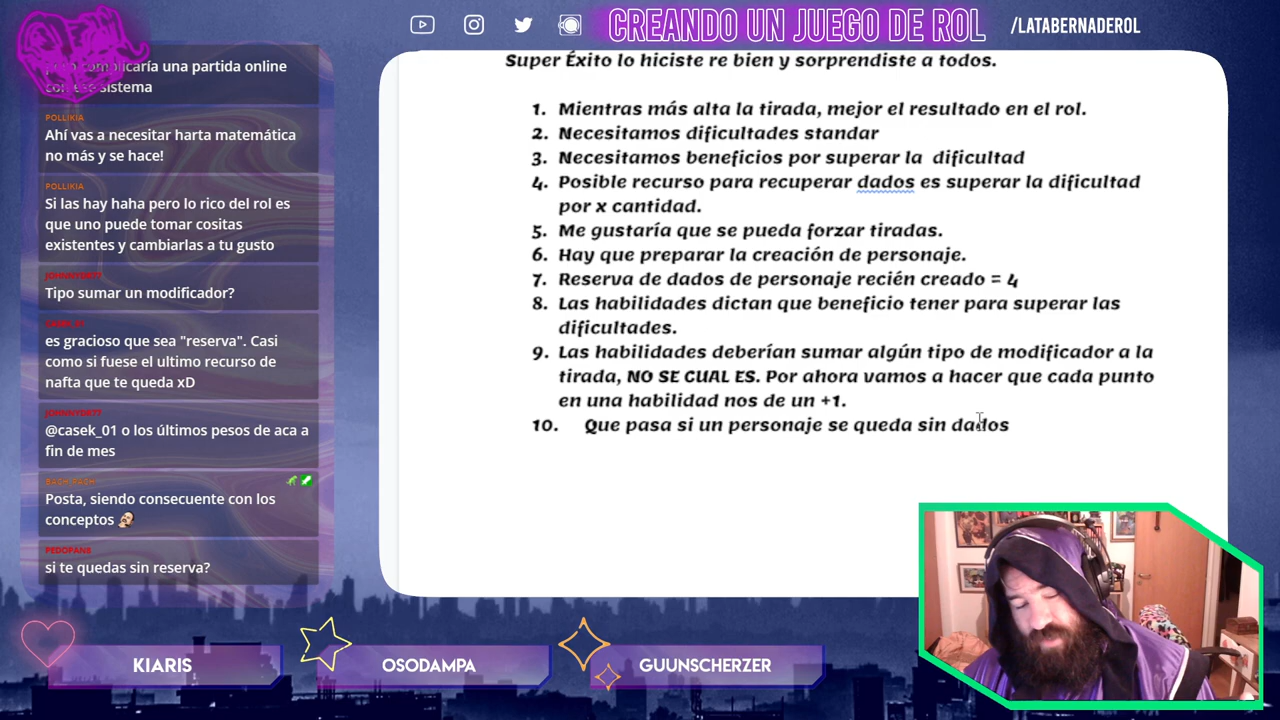 CREANDO UN JUEGO DE ROL
/LATABERNADEROL
pero complicaría una partida online
con ese sistema
POLLIKIA
Ahí vas a necesitar harta matemática
no más y se hace!
POLLIKIA
Si las hay haha pero lo rico del rol es
que uno puede tomar cositas
existentes y cambiarlas a tu gusto
JOHNNYDR77
Tipo sumar un modificador?
CASEK_01
es gracioso que sea "reserva". Casi
como si fuese el ultimo recurso de
nafta que te queda xD
JOHNNYDR77
@casek_01 o los últimos pesos de aca a
fin de mes
Posta, siendo consecuente con los
conceptos
PEDOPAN8
si te quedas sin reserva?
Super Éxito lo hiciste re bien y sorprendiste a todos.
1. Mientras más alta la tirada, mejor el resultado en el rol.
2. Necesitamos dificultades standar
3. Necesitamos beneficios por superar la dificultad
4. Posible recurso para recuperar dados es superar la dificultad
por x cantidad.
5. Me gustaría que se pueda forzar tiradas.
6. Hay que preparar la creación de personaje.
7. Reserva de dados de personaje recién creado = 4
8. Las habilidades dictan que beneficio tener para superar las
dificultades.
9. Las habilidades deberían sumar algún tipo de modificador a la
tirada, NO SE CUAL ES. Por ahora vamos a hacer que cada punto
en una habilidad nos de un +1.
10. Que pasa si un personaje se queda sin dados
KIARIS
OSODAMPA
GUUNSCHERZER